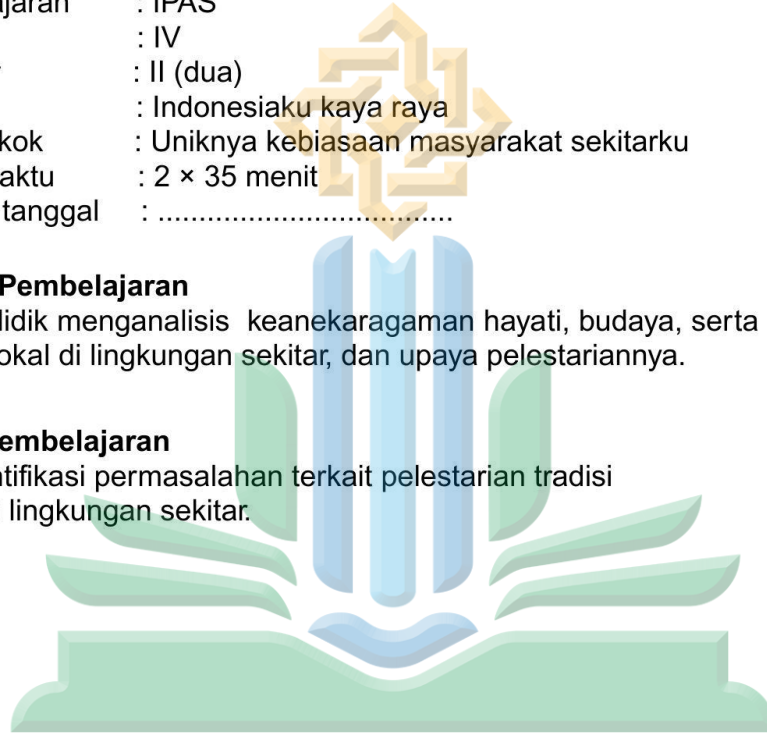 jaran : IPAS
: IV
: II (dua)
: Indonesiaku kaya raya
kok : Uniknya kebiasaan masyarakat sekitarku
aktu : 2 × 35 menit
tanggal : ....................................
Pembelajaran
lidik menganalisis keanekaragaman hayati, budaya, serta
okal di lingkungan sekitar, dan upaya pelestariannya.
embelajaran
ntifikasi permasalahan terkait pelestarian tradisi
lingkungan sekitar.